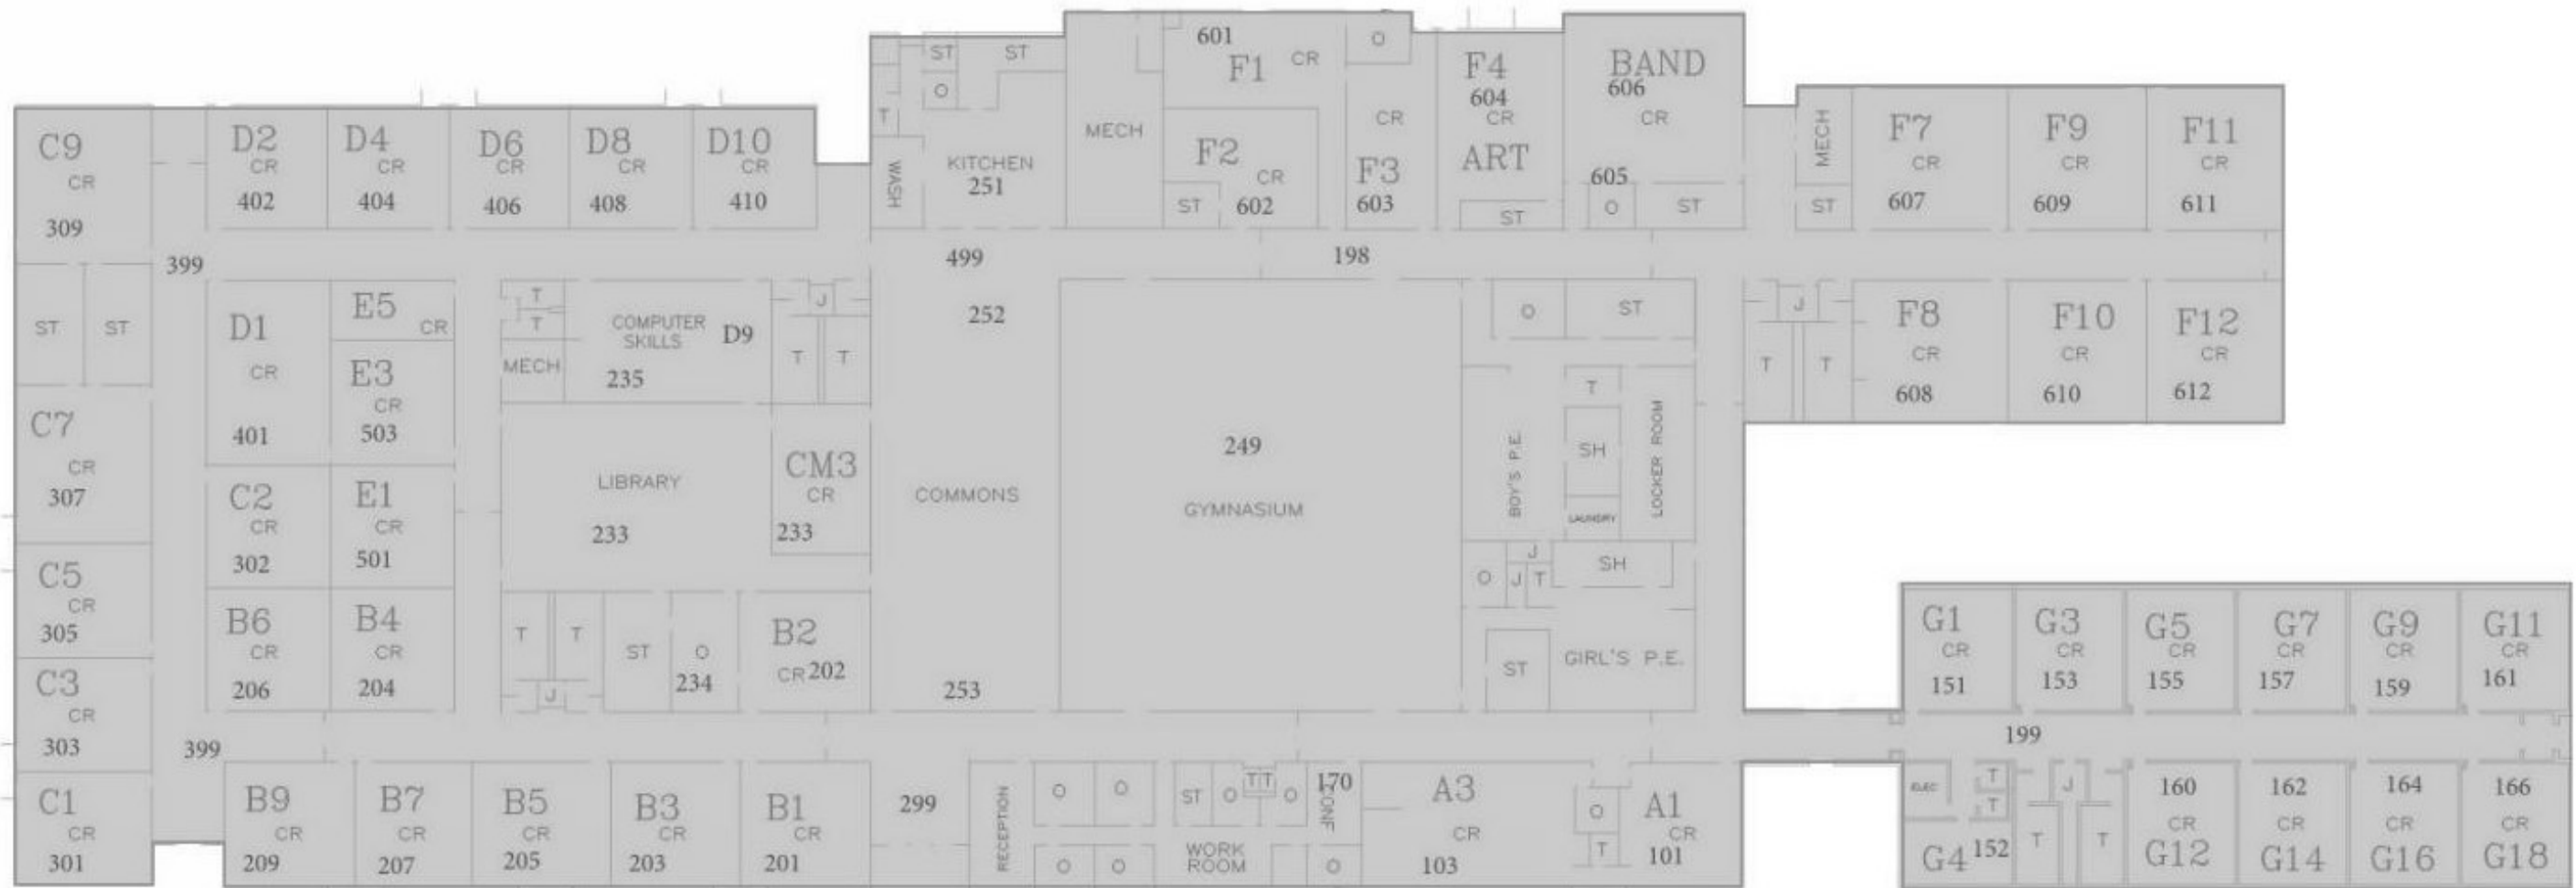 C9
CR
309
D2
CR
402
D4
CR
404
D6
CR
406
D8
CR
408
D10
CR
410
ST
ST
O
T
WASH
KITCHEN
251
MECH
601
F1
CR
F2
CR
ST
602
O
CR
F3
603
F4
604
CR
ART
ST
BAND
606
CR
605
O
ST
MECH
ST
F7
CR
607
F9
CR
609
F11
CR
611
399
499
198
ST
ST
D1
CR
401
E5
CR
E3
CR
503
T
T
MECH
COMPUTER
SKILLS
D9
235
J
T
T
252
O
ST
J
T
T
F8
CR
608
F10
CR
610
F12
CR
612
C7
CR
307
C2
CR
302
E1
CR
501
LIBRARY
233
CM3
CR
233
COMMONS
249
GYMNASIUM
BOY'S P.E.
T
SH
LAUNDRY
LOCKER ROOM
C5
CR
305
B6
CR
206
B4
CR
204
T
T
J
ST
O
234
B2
CR 202
253
O
J
J
T
SH
ST
GIRL'S P.E.
G1
CR
151
G3
CR
153
G5
CR
155
G7
CR
157
G9
CR
159
G11
CR
161
C3
CR
303
399
199
C1
CR
301
B9
CR
209
B7
CR
207
B5
CR
205
B3
CR
203
B1
CR
201
299
RECEPTION
O
O
O
O
ST
O
T T
O
WORK
ROOM
170
CONF
O
A3
CR
103
O
T
A1
CR
101
ELEC
T
T
G4 152
J
T
T
160
CR
G12
162
CR
G14
164
CR
G16
166
CR
G18